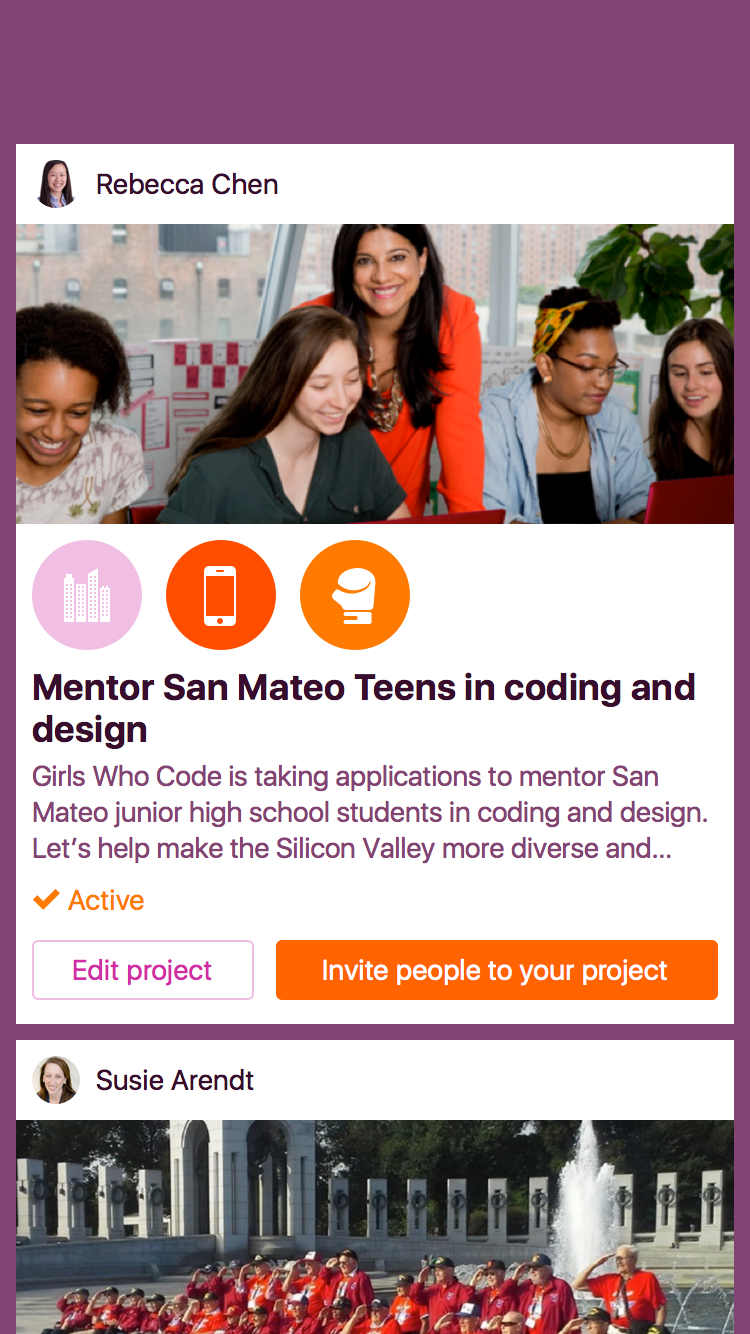 Rebecca Chen
Mentor San Mateo Teens in coding and
design
Girls Who Code is taking applications to mentor San
Mateo junior high school students in coding and design.
Let’s help make the Silicon Valley more diverse and...
Active
Edit project
Invite people to your project
Susie Arendt